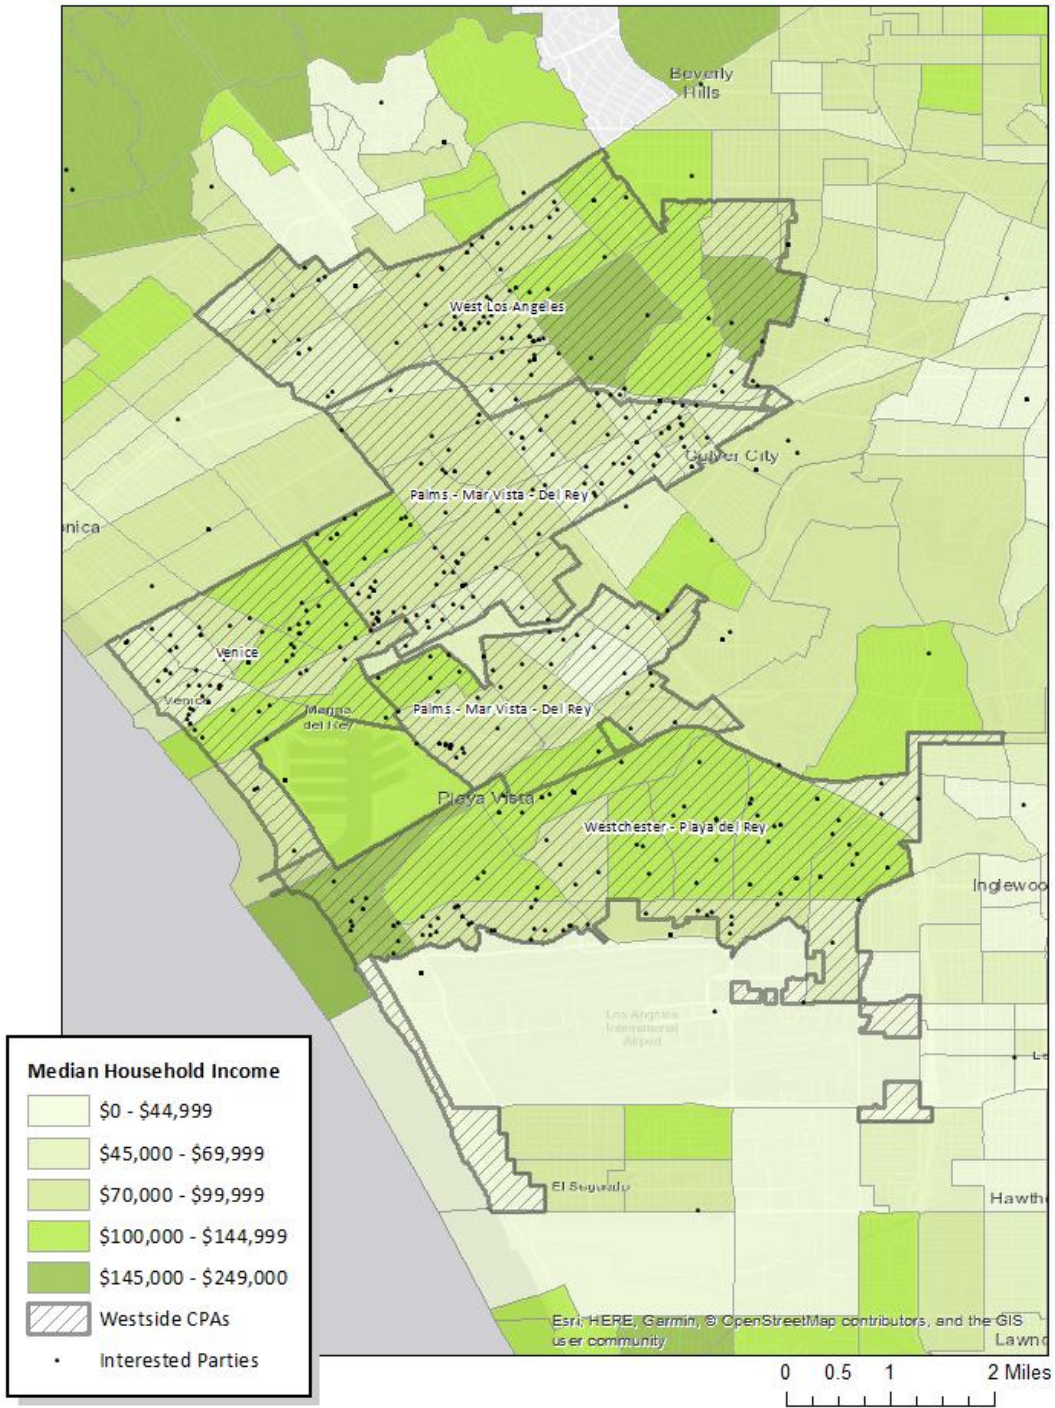 Beverly
Hills
West Los Angeles
Culver City
Palms - Mar Vista - Del Rey
nica
Venice
Venice
Marina
del Rey
Palms - Mar Vista - Del Rey
Playa Vista
Westchester - Playa del Rey
Inglewoo
Los Angeles
International
Airport
Le
El Segundo
Hawth
Median Household Income
$0 - $44,999
$45,000 - $69,999
$70,000 - $99,999
$100,000 - $144,999
$145,000 - $249,000
Westside CPAs
Interested Parties
Esri, HERE, Garmin, © OpenStreetMap contributors, and the GIS
user community
Lawnd
0 0.5 1 2 Miles